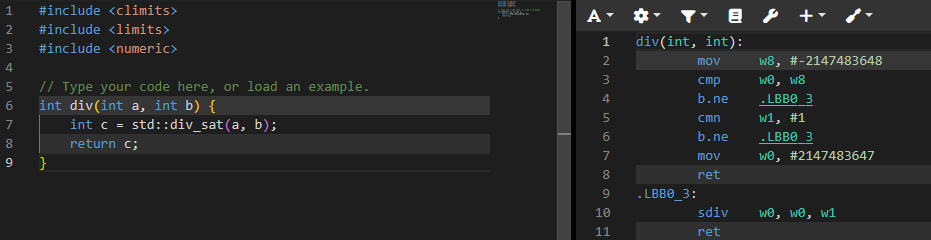 1 #include <climits>
2 #include <limits>
3 #include <numeric>
4
5 // Type your code here, or load an example.
6 int div(int a, int b) {
7     int c = std::div_sat(a, b);
8     return c;
9 }
A
1 div(int, int):
2         mov     w8, #-2147483648
3         cmp     w0, w8
4         b.ne    .LBB0_3
5         cmn     w1, #1
6         b.ne    .LBB0_3
7         mov     w0, #2147483647
8         ret
9 .LBB0_3:
10         sdiv    w0, w0, w1
11         ret